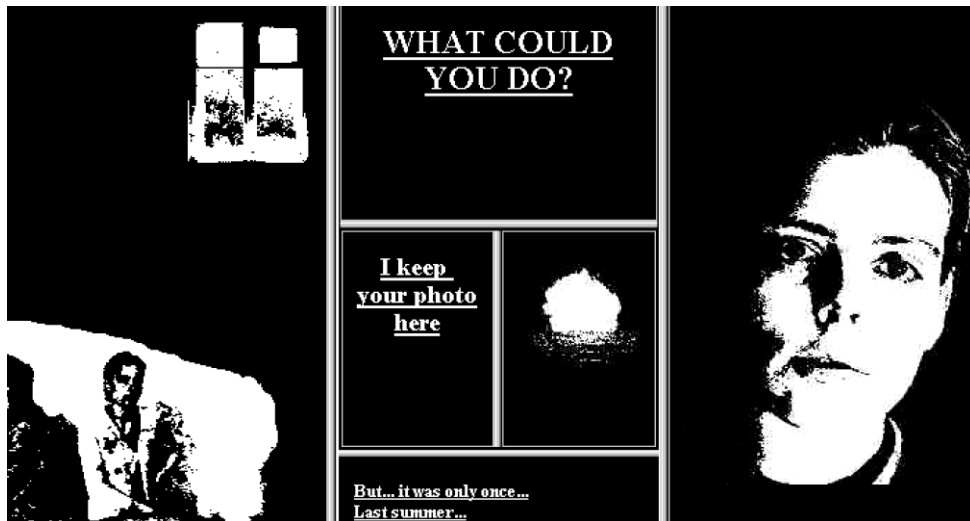 WHAT COULD
YOU DO?
I keep
your photo
here
But... it was only once...
Last summer...